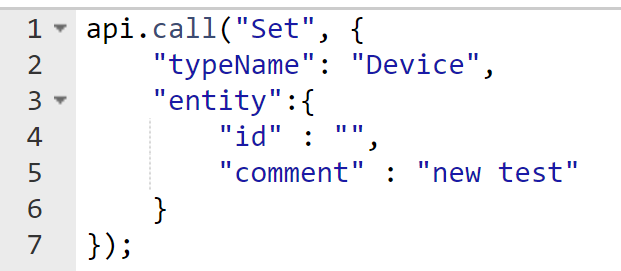 1 api.call("Set", {
2     "typeName": "Device",
3     "entity":{
4         "id" : "",
5         "comment" : "new test"
6     }
7 });